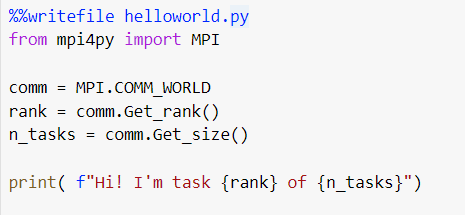 %%writefile helloworld.py
from mpi4py import MPI
comm = MPI.COMM_WORLD
rank = comm.Get_rank()
n_tasks = comm.Get_size()
print( f"Hi! I'm task {rank} of {n_tasks}")